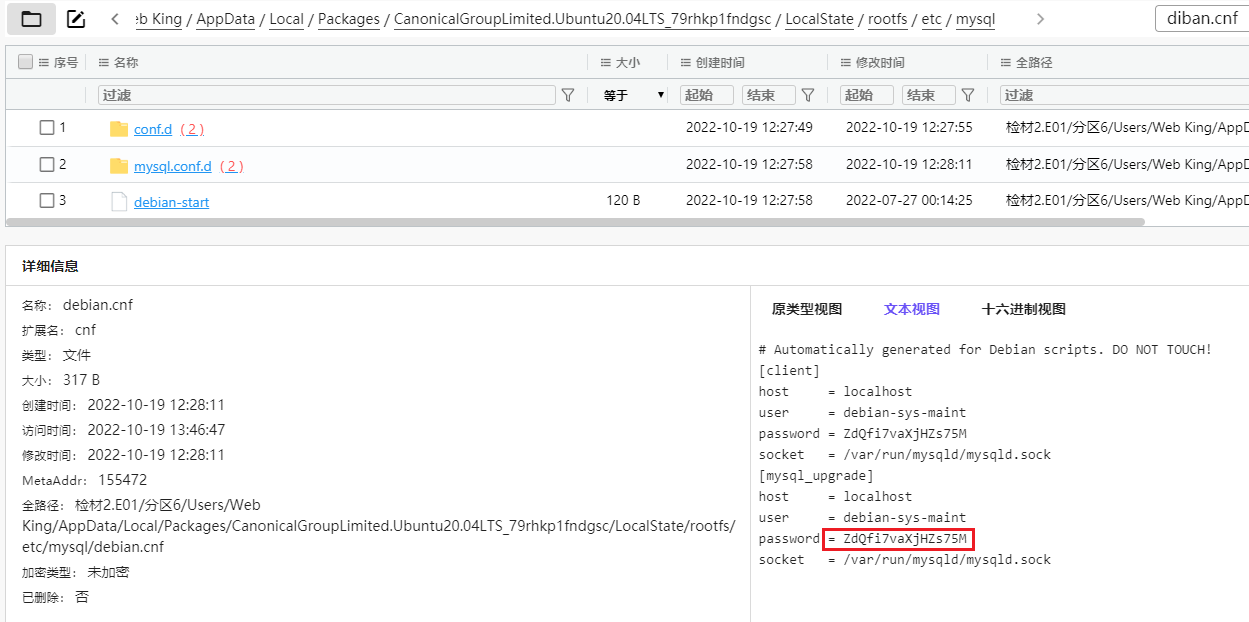 eb King / AppData / Local / Packages / CanonicalGroupLimited.Ubuntu20.04LTS_79rhkp1fndgsc / LocalState / rootfs / etc / mysql
diban.cnf
序号 名称 大小 创建时间 修改时间 全路径
过滤 等于 起始 结束 起始 结束 过滤
1 conf.d ( 2 ) 2022-10-19 12:27:49 2022-10-19 12:27:55 检材2.E01/分区6/Users/Web King/AppD
2 mysql.conf.d ( 2 ) 2022-10-19 12:27:58 2022-10-19 12:28:11 检材2.E01/分区6/Users/Web King/AppD
3 debian-start 120 B 2022-10-19 12:27:58 2022-07-27 00:14:25 检材2.E01/分区6/Users/Web King/AppD
详细信息
名称: debian.cnf
扩展名: cnf
类型: 文件
大小: 317 B
创建时间: 2022-10-19 12:28:11
访问时间: 2022-10-19 13:46:47
修改时间: 2022-10-19 12:28:11
MetaAddr: 155472
全路径: 检材2.E01/分区6/Users/Web
King/AppData/Local/Packages/CanonicalGroupLimited.Ubuntu20.04LTS_79rhkp1fndgsc/LocalState/rootfs/
etc/mysql/debian.cnf
加密类型: 未加密
已删除: 否
原类型视图 文本视图 十六进制视图
# Automatically generated for Debian scripts. DO NOT TOUCH!
[client]
host     = localhost
user     = debian-sys-maint
password = ZdQfi7vaXjHZs75M
socket   = /var/run/mysqld/mysqld.sock
[mysql_upgrade]
host     = localhost
user     = debian-sys-maint
password = ZdQfi7vaXjHZs75M
socket   = /var/run/mysqld/mysqld.sock